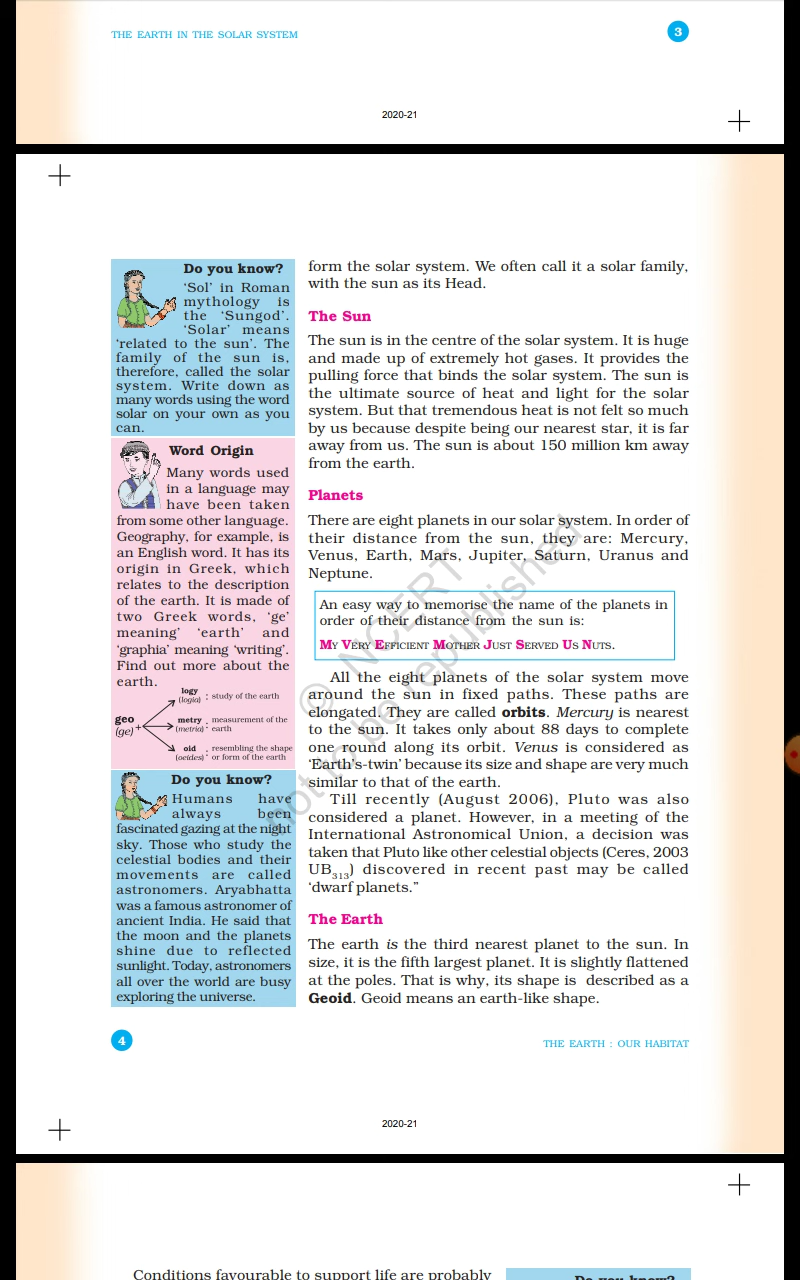 THE EARTH IN THE SOLAR SYSTEM
3
2020-21
Do you know?
‘Sol’ in Roman
mythology is
the ‘Sungod’.
‘Solar’ means
‘related to the sun’. The
family of the sun is,
therefore, called the solar
system. Write down as
many words using the word
solar on your own as you
can.
Word Origin
Many words used
in a language may
have been taken
from some other language.
Geography, for example, is
an English word. It has its
origin in Greek, which
relates to the description
of the earth. It is made of
two Greek words, ‘ge’
meaning’ ‘earth’ and
‘graphia’ meaning ‘writing’.
Find out more about the
earth.
geo
(ge) +
logy
(logia) : study of the earth
metry
(metria) : measurement of the
earth
oid
(oeides) : resembling the shape
or form of the earth
Do you know?
Humans have
always been
fascinated gazing at the night
sky. Those who study the
celestial bodies and their
movements are called
astronomers. Aryabhatta
was a famous astronomer of
ancient India. He said that
the moon and the planets
shine due to reflected
sunlight. Today, astronomers
all over the world are busy
exploring the universe.
form the solar system. We often call it a solar family,
with the sun as its Head.
The Sun
The sun is in the centre of the solar system. It is huge
and made up of extremely hot gases. It provides the
pulling force that binds the solar system. The sun is
the ultimate source of heat and light for the solar
system. But that tremendous heat is not felt so much
by us because despite being our nearest star, it is far
away from us. The sun is about 150 million km away
from the earth.
Planets
There are eight planets in our solar system. In order of
their distance from the sun, they are: Mercury,
Venus, Earth, Mars, Jupiter, Saturn, Uranus and
Neptune.
An easy way to memorise the name of the planets in
order of their distance from the sun is:
MY VERY EFFICIENT MOTHER JUST SERVED US NUTS.
All the eight planets of the solar system move
around the sun in fixed paths. These paths are
elongated. They are called orbits. Mercury is nearest
to the sun. It takes only about 88 days to complete
one round along its orbit. Venus is considered as
‘Earth’s-twin’ because its size and shape are very much
similar to that of the earth.
Till recently (August 2006), Pluto was also
considered a planet. However, in a meeting of the
International Astronomical Union, a decision was
taken that Pluto like other celestial objects (Ceres, 2003
UB313) discovered in recent past may be called
‘dwarf planets.”
The Earth
The earth is the third nearest planet to the sun. In
size, it is the fifth largest planet. It is slightly flattened
at the poles. That is why, its shape is described as a
Geoid. Geoid means an earth-like shape.
© NCERT
not to be republished
4
THE EARTH : OUR HABITAT
2020-21
Conditions favourable to support life are probably
Do you know?